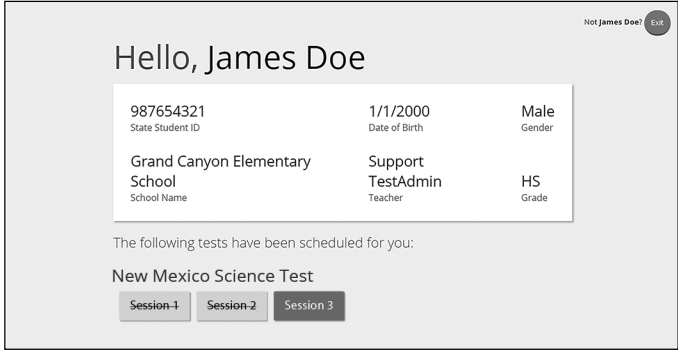 Not James Doe? Exit
Hello, James Doe
987654321 1/1/2000 Male
State Student ID Date of Birth Gender
Grand Canyon Elementary Support
School TestAdmin HS
School Name Teacher Grade
The following tests have been scheduled for you:
New Mexico Science Test
Session 1 Session 2 Session 3